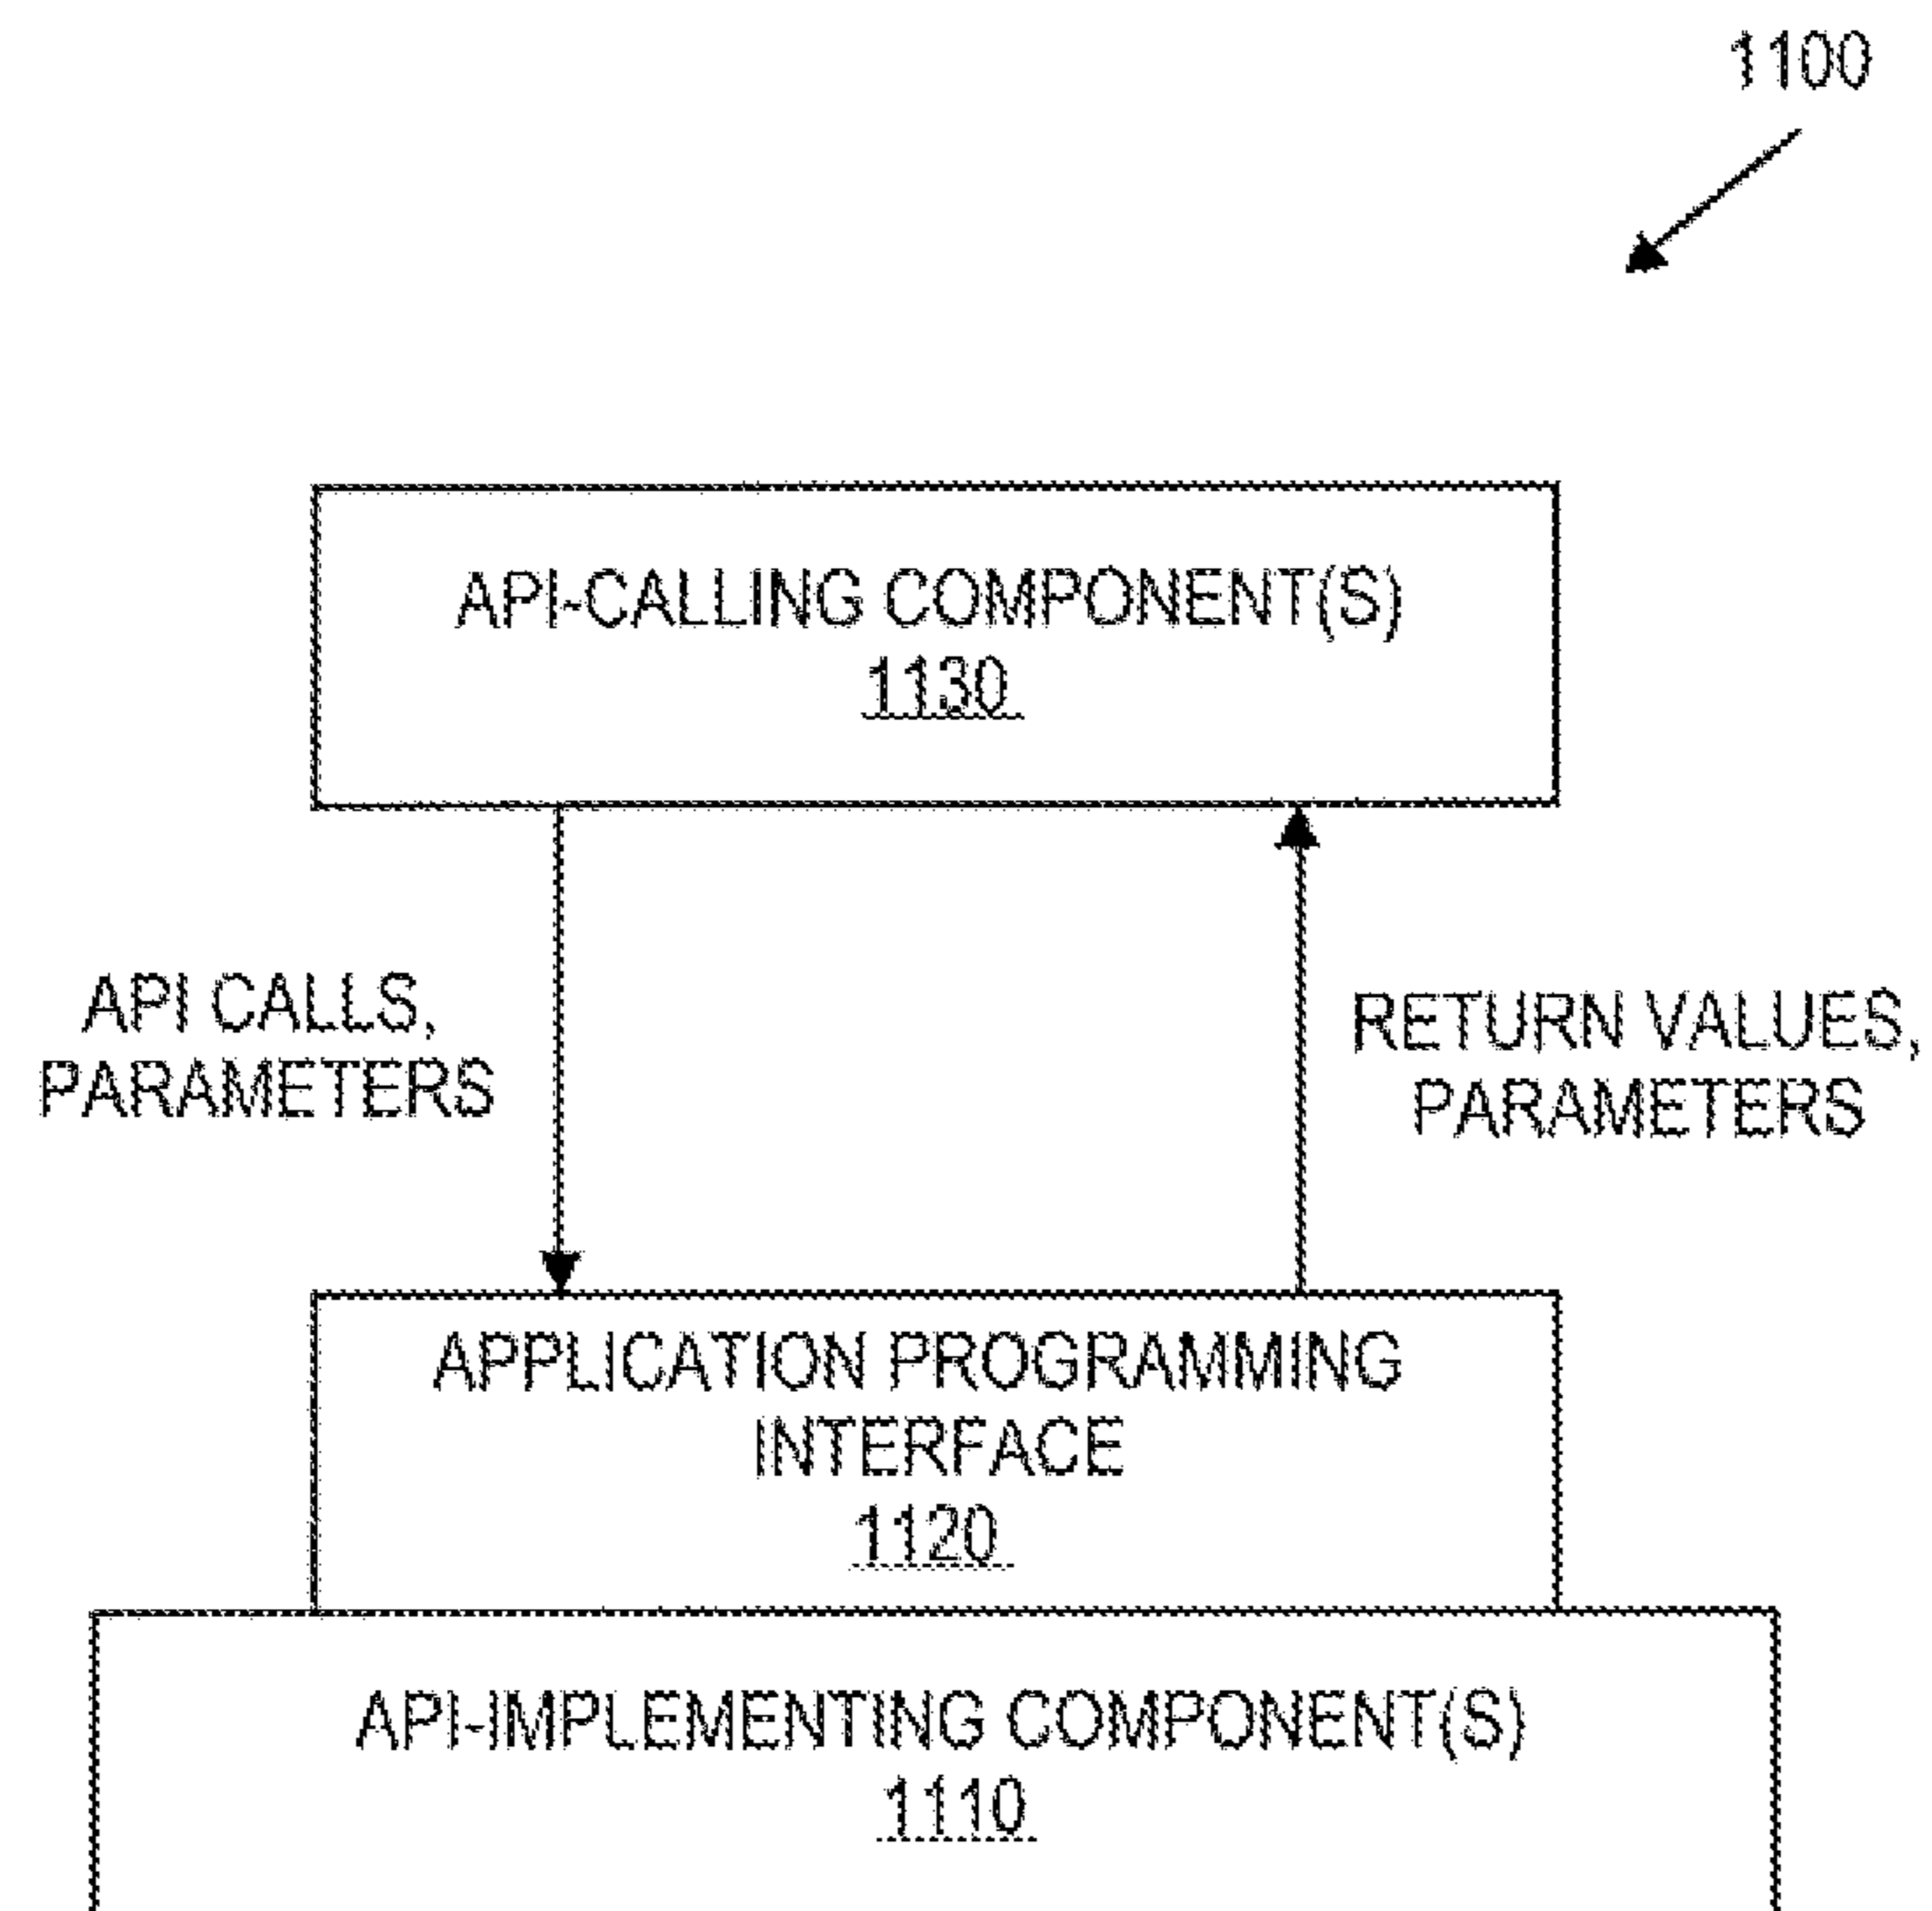 1100
API-CALLING COMPONENT(S)
1130
API CALLS,
PARAMETERS
RETURN VALUES,
PARAMETERS
APPLICATION PROGRAMMING
INTERFACE
1120
API-IMPLEMENTING COMPONENT(S)
1110